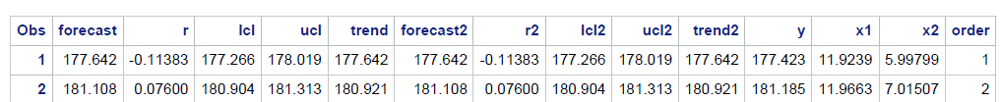 Obs forecast r lcl ucl trend forecast2 r2 lcl2 ucl2 trend2 y x1 x2 order
1 177.642 -0.11383 177.266 178.019 177.642 177.642 -0.11383 177.266 178.019 177.642 177.423 11.9239 5.99799 1
2 181.108 0.07600 180.904 181.313 180.921 181.108 0.07600 180.904 181.313 180.921 181.185 11.9663 7.01507 2